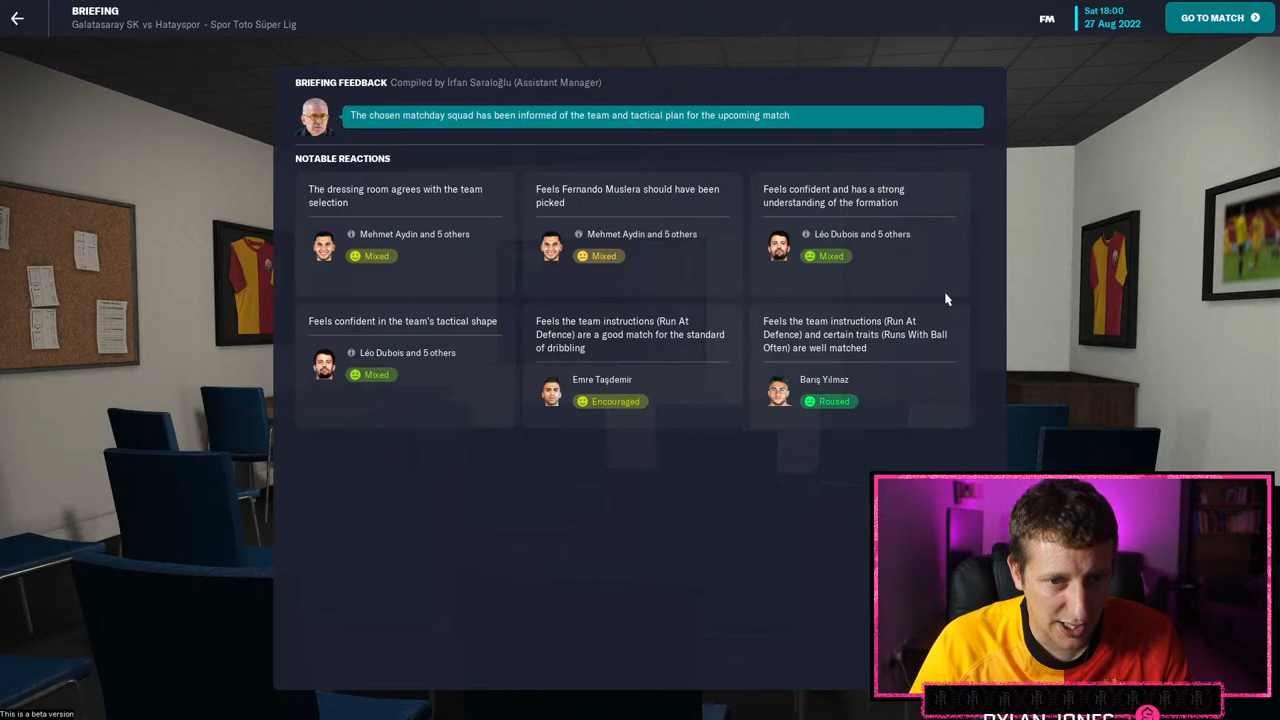 BRIEFING
Galatasaray SK vs Hatayspor - Spor Toto Süper Lig
FM
Sat 18:00
27 Aug 2022
GO TO MATCH
BRIEFING FEEDBACK Compiled by İrfan Saraloğlu (Assistant Manager)
The chosen matchday squad has been informed of the team and tactical plan for the upcoming match
NOTABLE REACTIONS
The dressing room agrees with the team
selection
Mehmet Aydin and 5 others
Mixed
Feels Fernando Muslera should have been
picked
Mehmet Aydin and 5 others
Mixed
Feels confident and has a strong
understanding of the formation
Léo Dubois and 5 others
Mixed
Feels confident in the team's tactical shape
Léo Dubois and 5 others
Mixed
Feels the team instructions (Run At
Defence) are a good match for the standard
of dribbling
Emre Taşdemir
Encouraged
Feels the team instructions (Run At
Defence) and certain traits (Runs With Ball
Often) are well matched
Barış Yılmaz
Roused
DYLAN JONES
This is a beta version